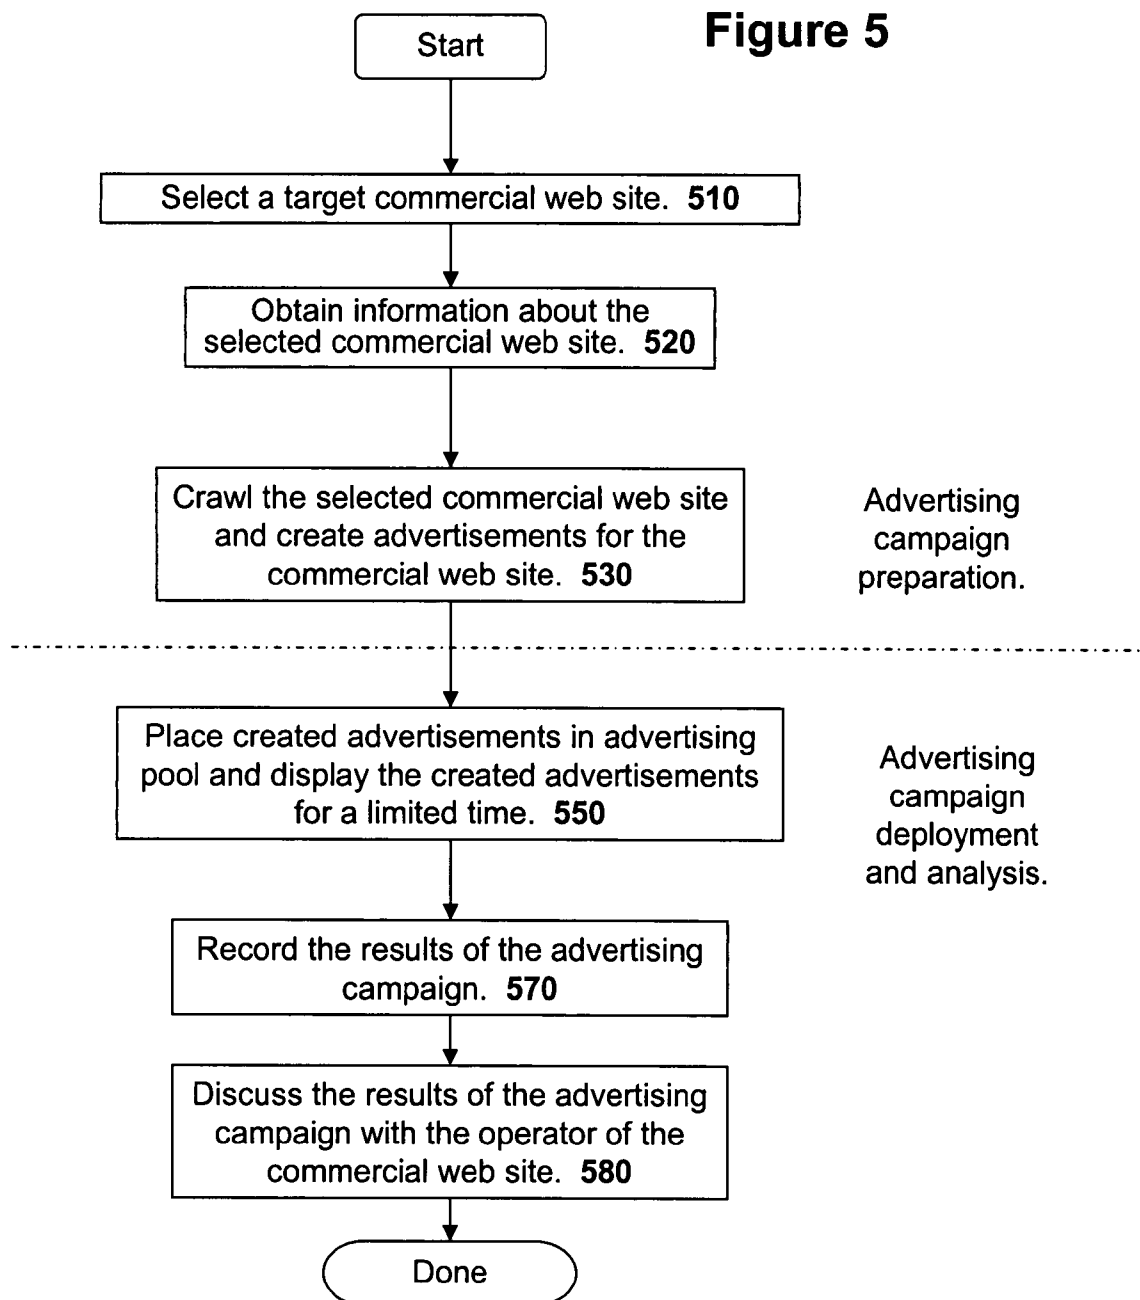 Figure 5
Start
Select a target commercial web site. 510
Obtain information about the
selected commercial web site. 520
Crawl the selected commercial web site
and create advertisements for the
commercial web site. 530
Advertising
campaign
preparation.
Place created advertisements in advertising
pool and display the created advertisements
for a limited time. 550
Advertising
campaign
deployment
and analysis.
Record the results of the advertising
campaign. 570
Discuss the results of the advertising
campaign with the operator of the
commercial web site. 580
Done